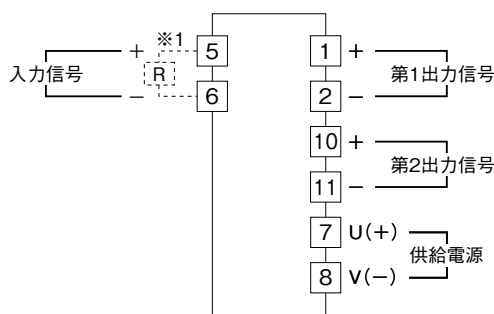 ※1
入力信号
+
R
−
5
6
1 +
2 −
第1出力信号
10 +
11 −
第2出力信号
7 U(+)
8 V(−)
供給電源